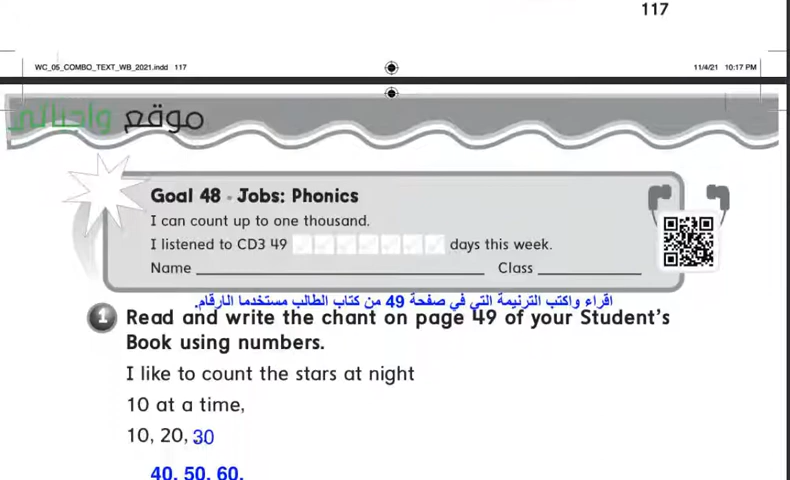 117
WC_05_COMBO_TEXT_WB_2021.indd 117 11/4/21 10:17 PM
موقع واجباتي
Goal 48 - Jobs: Phonics
I can count up to one thousand.
I listened to CD3 49 days this week.
Name Class
اقراء واكتب الترنيمة التي في صفحة 49 من كتاب الطالب مستخدما الارقام.
1 Read and write the chant on page 49 of your Student's
Book using numbers.
I like to count the stars at night
10 at a time,
10, 20, 30
40, 50, 60,